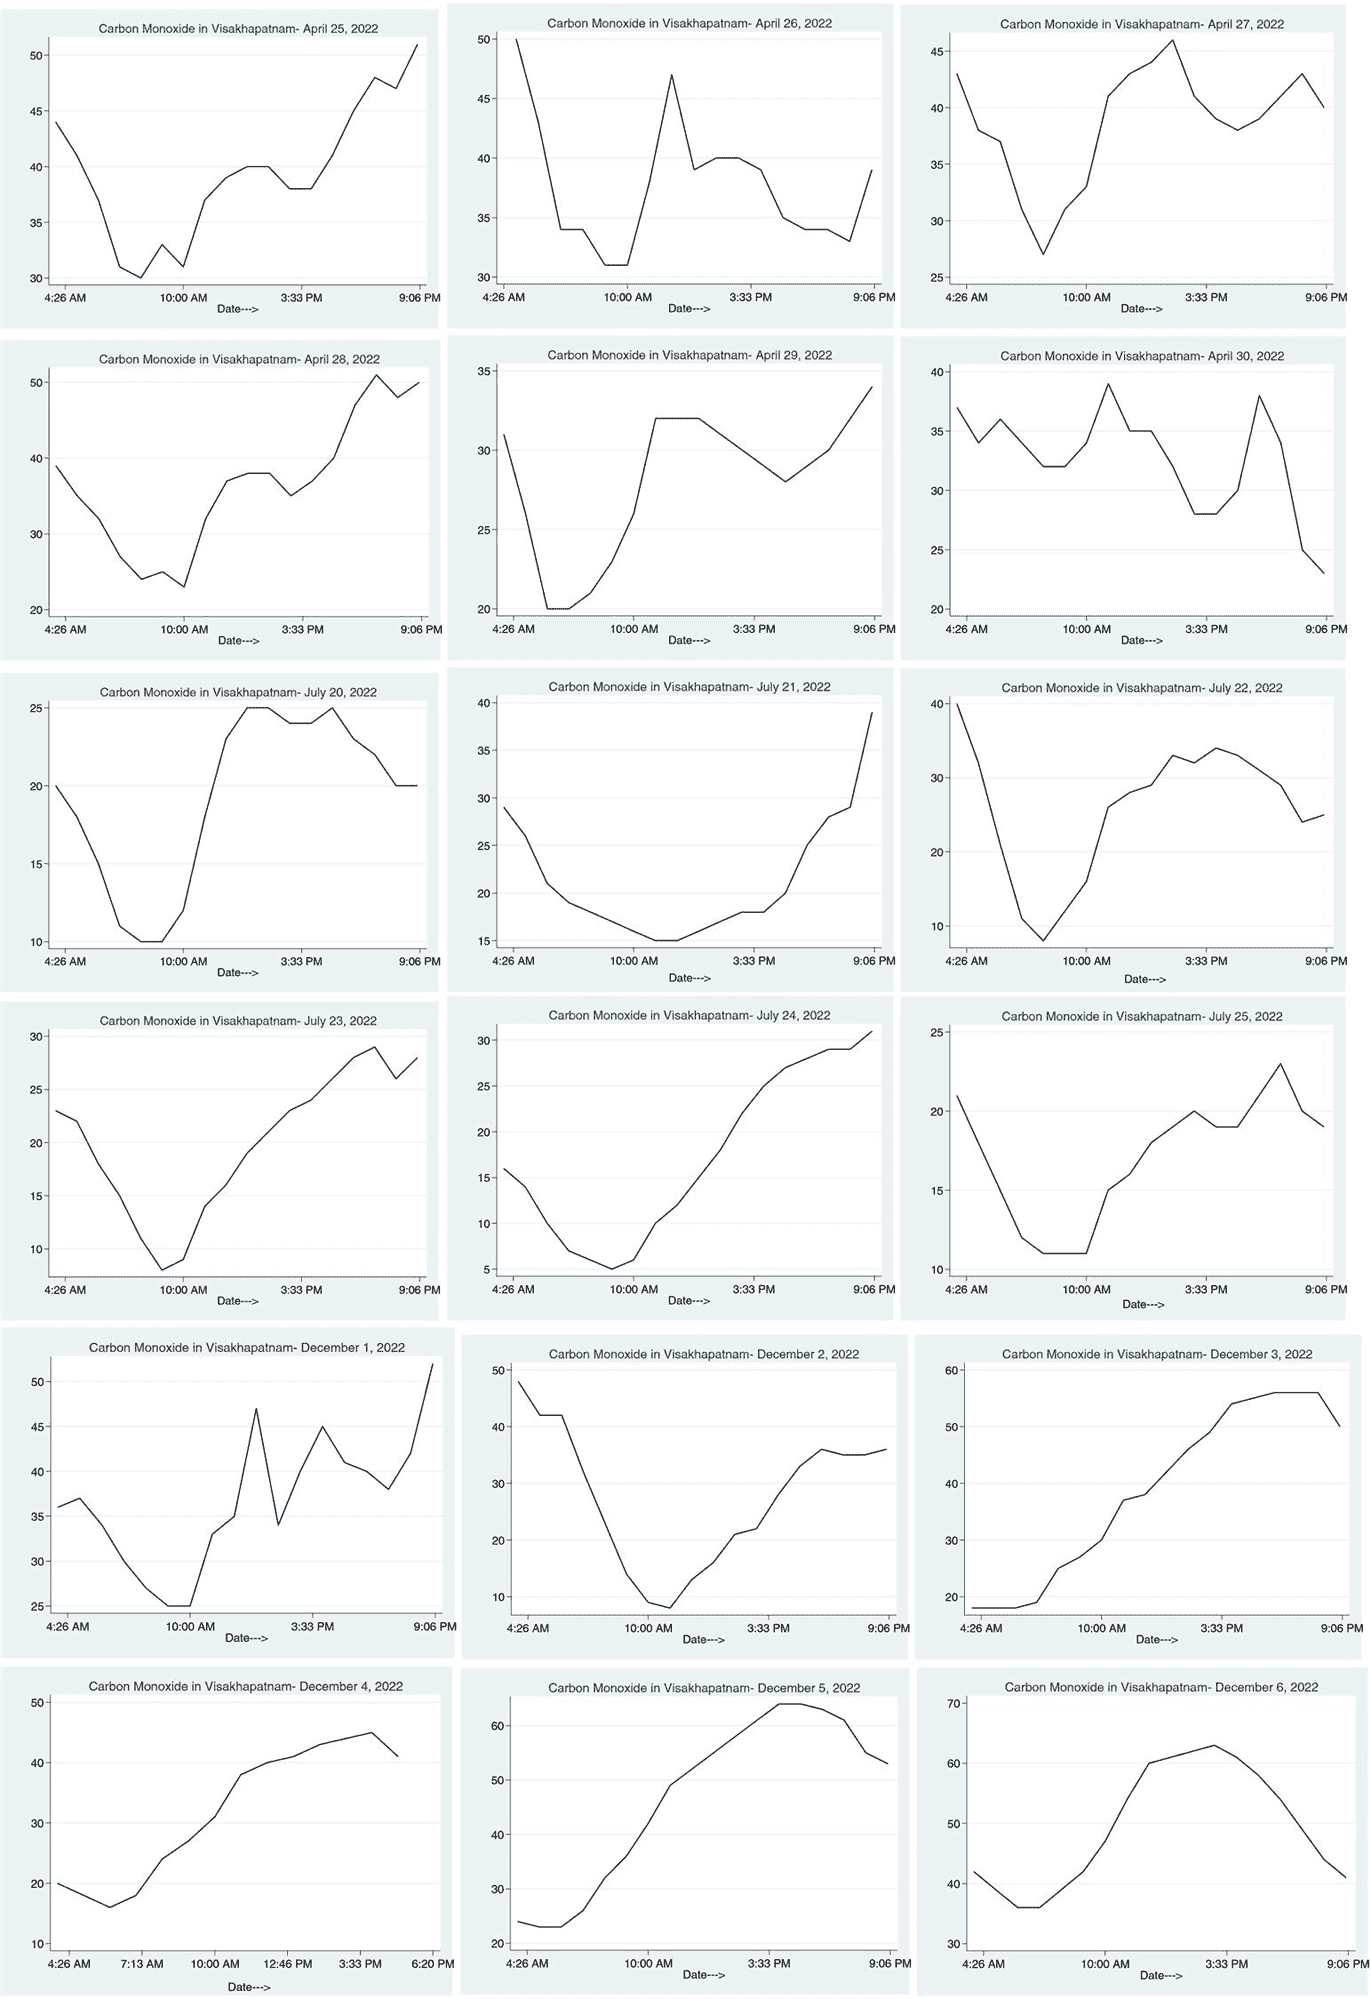 Carbon Monoxide in Visakhapatnam- April 25, 2022
50
45
40
35
30
4:26 AM 10:00 AM 3:33 PM 9:06 PM
Date--->
Carbon Monoxide in Visakhapatnam- April 26, 2022
50
45
40
35
30
4:26 AM 10:00 AM 3:33 PM 9:06 PM
Date--->
Carbon Monoxide in Visakhapatnam- April 27, 2022
45
40
35
30
25
4:26 AM 10:00 AM 3:33 PM 9:06 PM
Date--->
Carbon Monoxide in Visakhapatnam- April 28, 2022
50
40
30
20
4:26 AM 10:00 AM 3:33 PM 9:06 PM
Date--->
Carbon Monoxide in Visakhapatnam- April 29, 2022
35
30
25
20
4:26 AM 10:00 AM 3:33 PM 9:06 PM
Date--->
Carbon Monoxide in Visakhapatnam- April 30, 2022
40
35
30
25
20
4:26 AM 10:00 AM 3:33 PM 9:06 PM
Date--->
Carbon Monoxide in Visakhapatnam- July 20, 2022
25
20
15
10
4:26 AM 10:00 AM 3:33 PM 9:06 PM
Date--->
Carbon Monoxide in Visakhapatnam- July 21, 2022
40
35
30
25
20
15
4:26 AM 10:00 AM 3:33 PM 9:06 PM
Date--->
Carbon Monoxide in Visakhapatnam- July 22, 2022
40
30
20
10
4:26 AM 10:00 AM 3:33 PM 9:06 PM
Date--->
Carbon Monoxide in Visakhapatnam- July 23, 2022
30
25
20
15
10
4:26 AM 10:00 AM 3:33 PM 9:06 PM
Date--->
Carbon Monoxide in Visakhapatnam- July 24, 2022
30
25
20
15
10
5
4:26 AM 10:00 AM 3:33 PM 9:06 PM
Date--->
Carbon Monoxide in Visakhapatnam- July 25, 2022
25
20
15
10
4:26 AM 10:00 AM 3:33 PM 9:06 PM
Date--->
Carbon Monoxide in Visakhapatnam- December 1, 2022
50
45
40
35
30
25
4:26 AM 10:00 AM 3:33 PM 9:06 PM
Date--->
Carbon Monoxide in Visakhapatnam- December 2, 2022
50
40
30
20
10
4:26 AM 10:00 AM 3:33 PM 9:06 PM
Date--->
Carbon Monoxide in Visakhapatnam- December 3, 2022
60
50
40
30
20
4:26 AM 10:00 AM 3:33 PM 9:06 PM
Date--->
Carbon Monoxide in Visakhapatnam- December 4, 2022
50
40
30
20
10
4:26 AM 7:13 AM 10:00 AM 12:46 PM 3:33 PM 6:20 PM
Date--->
Carbon Monoxide in Visakhapatnam- December 5, 2022
60
50
40
30
20
4:26 AM 10:00 AM 3:33 PM 9:06 PM
Date--->
Carbon Monoxide in Visakhapatnam- December 6, 2022
70
60
50
40
30
4:26 AM 10:00 AM 3:33 PM 9:06 PM
Date--->